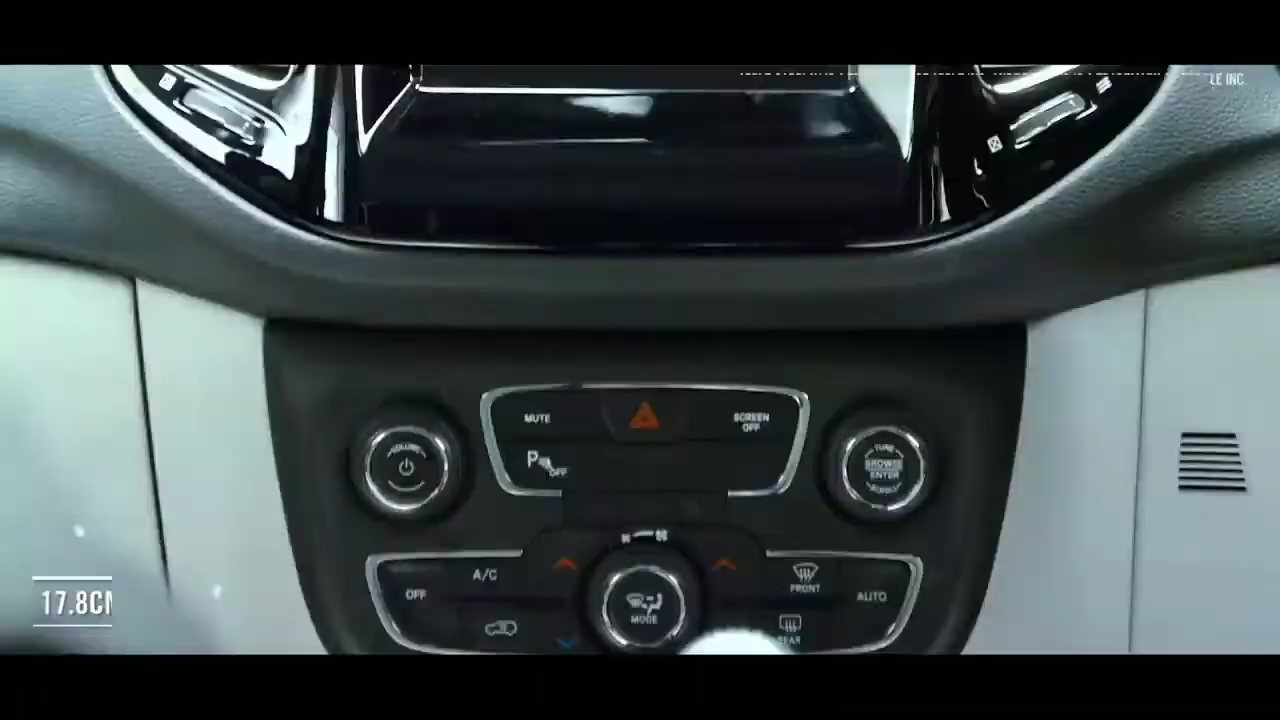 LE INC.
MUTE
SCREEN
OFF
P
OFF
VOLUME
TUNE
BROWSE
ENTER
A/C
OFF
MODE
FRONT
AUTO
REAR
17.8CM